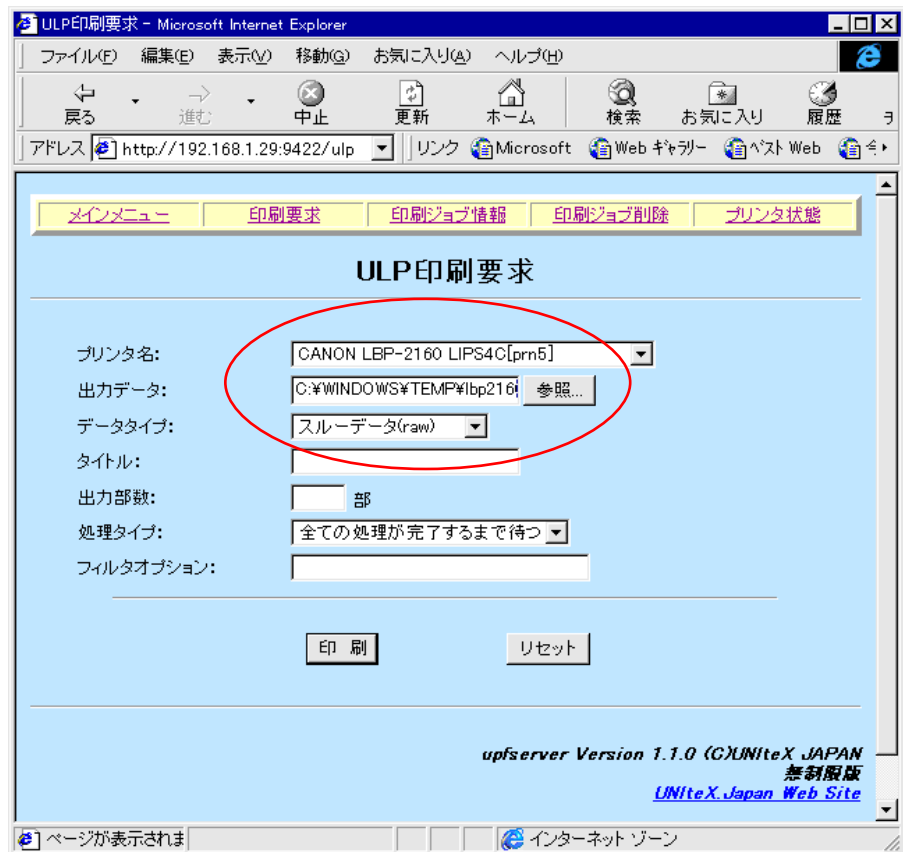 ULP印刷要求 - Microsoft Internet Explorer
ファイル(F) 編集(E) 表示(V) 移動(G) お気に入り(A) ヘルプ(H)
戻る 進む 中止 更新 ホーム 検索 お気に入り 履歴 ヨ
アドレス http://192.168.1.29:9422/ulp リンク Microsoft Web ギャラリー ベスト Web
メインメニュー 印刷要求 印刷ジョブ情報 印刷ジョブ削除 プリンタ状態
ULP印刷要求
プリンタ名: CANON LBP-2160 LIPS4C[prn5]
出力データ: C:¥WINDOWS¥TEMP¥lbp216 参照...
データタイプ: スルーデータ(raw)
タイトル:
出力部数: 部
処理タイプ: 全ての処理が完了するまで待つ
フィルタオプション:
印 刷 リセット
upfserver Version 1.1.0 (C)UNIteX JAPAN
無制限版
UNIteX.Japan Web Site
ページが表示されま インターネット ゾーン